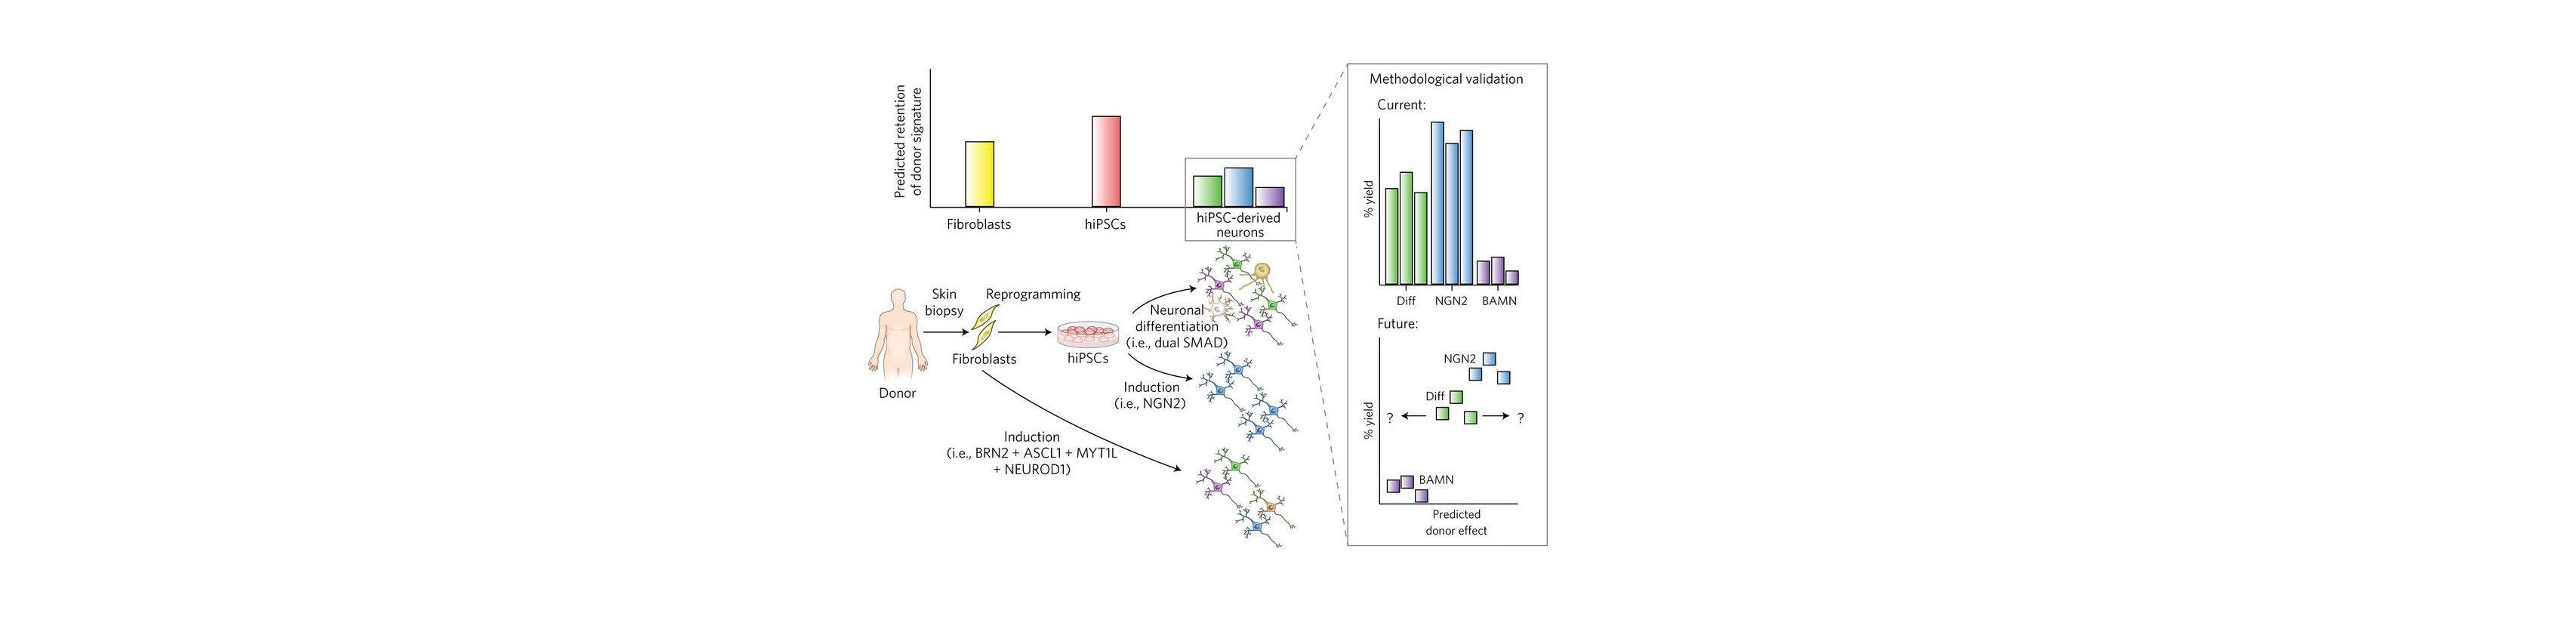 Predicted retention
of donor signature
Fibroblasts
hiPSCs
hiPSC-derived
neurons
Skin
biopsy
Reprogramming
Donor
Fibroblasts
hiPSCs
Neuronal
differentiation
(i.e., dual SMAD)
Induction
(i.e., NGN2)
Induction
(i.e., BRN2 + ASCL1 + MYT1L
+ NEUROD1)
Methodological validation
Current:
% yield
Diff
NGN2
BAMN
Future:
% yield
NGN2
Diff
?
?
BAMN
Predicted
donor effect